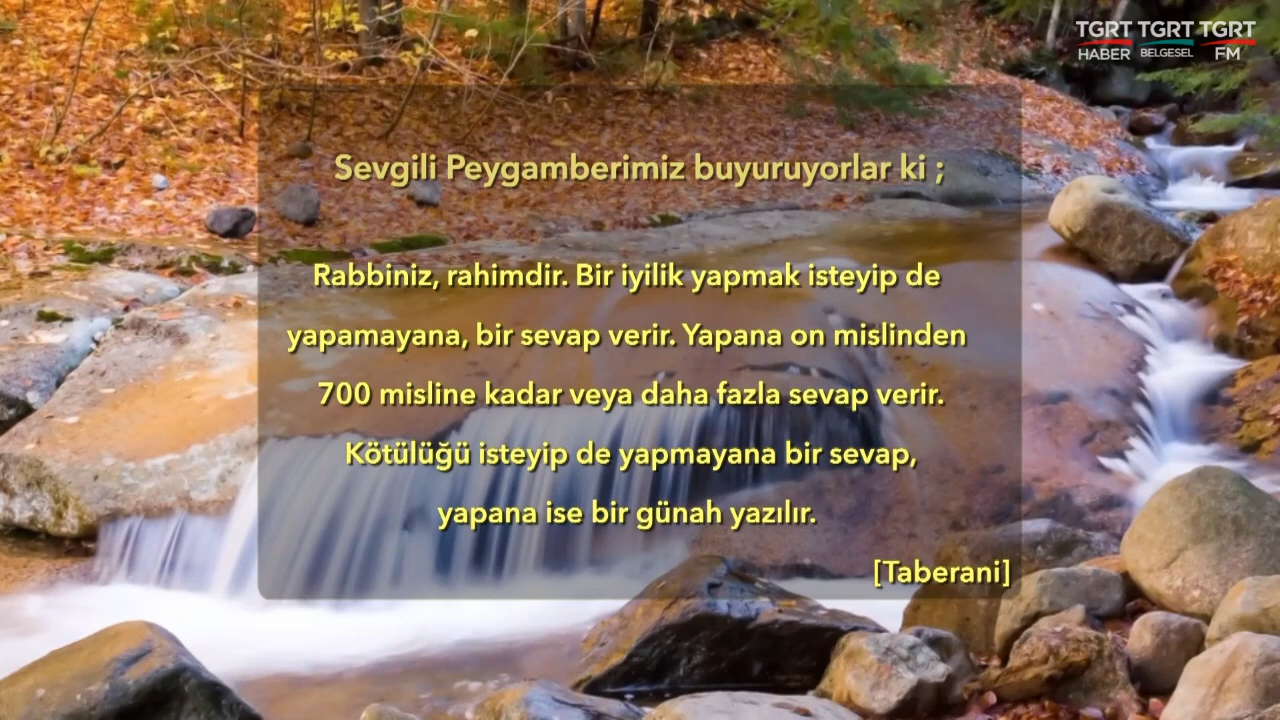 TGRT TGRT TGRT
HABER BELGESEL FM
Sevgili Peygamberimiz buyuruyorlar ki ;
Rabbiniz, rahimdir. Bir iyilik yapmak isteyip de
yapamayana, bir sevap verir. Yapana on mislinden
700 misline kadar veya daha fazla sevap verir.
Kötülüğü isteyip de yapmayana bir sevap,
yapana ise bir günah yazılır.
[Taberani]